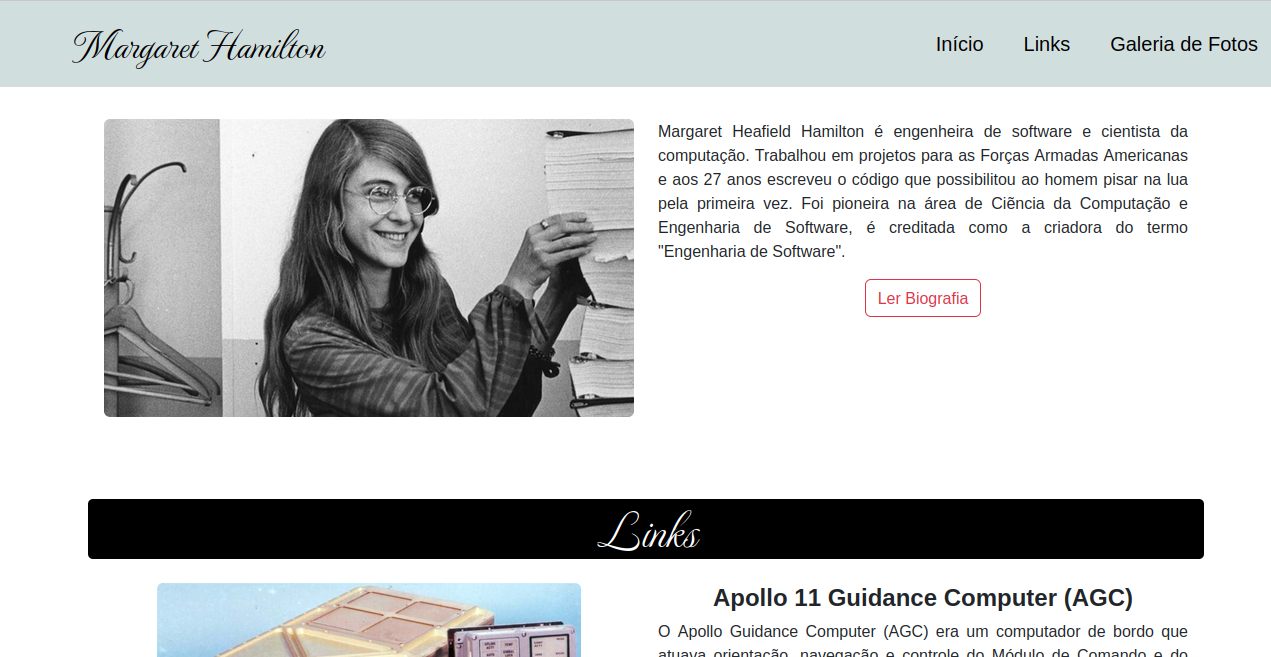 Margaret Hamilton
Início Links Galeria de Fotos
Margaret Heafield Hamilton é engenheira de software e cientista da
computação. Trabalhou em projetos para as Forças Armadas Americanas
e aos 27 anos escreveu o código que possibilitou ao homem pisar na lua
pela primeira vez. Foi pioneira na área de Ciẽncia da Computação e
Engenharia de Software, é creditada como a criadora do termo
"Engenharia de Software".
Ler Biografia
Links
Apollo 11 Guidance Computer (AGC)
O Apollo Guidance Computer (AGC) era um computador de bordo que
atuava orientação, navegação e controle do Módulo de Comando e do